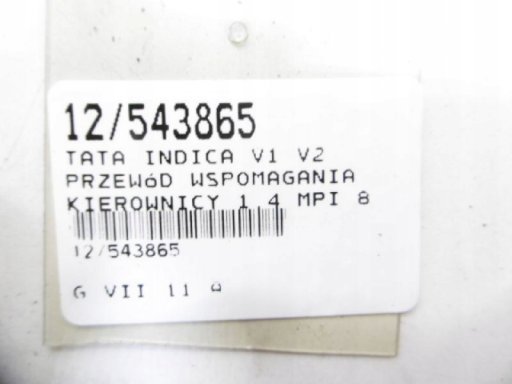 12/543865
TATA INDICA V1 V2
PRZEWóD WSPOMAGANIA
KIEROWNICY 1.4 MPI 8
12/543865
G VII 11 A